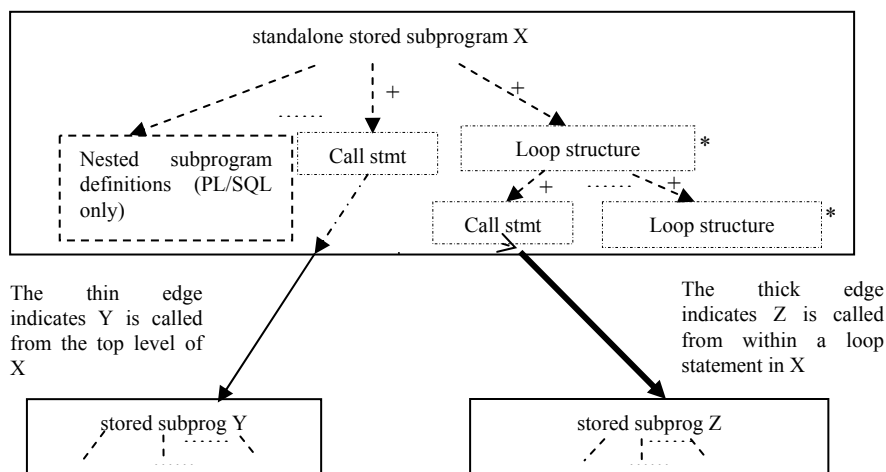 standalone stored subprogram X
+
+
Nested subprogram
definitions (PL/SQL
only)
Call stmt
Loop structure
*
+
+
Call stmt
Loop structure
*
The thin edge
indicates Y is called
from the top level of
X
The thick edge
indicates Z is called
from within a loop
statement in X
stored subprog Y
stored subprog Z